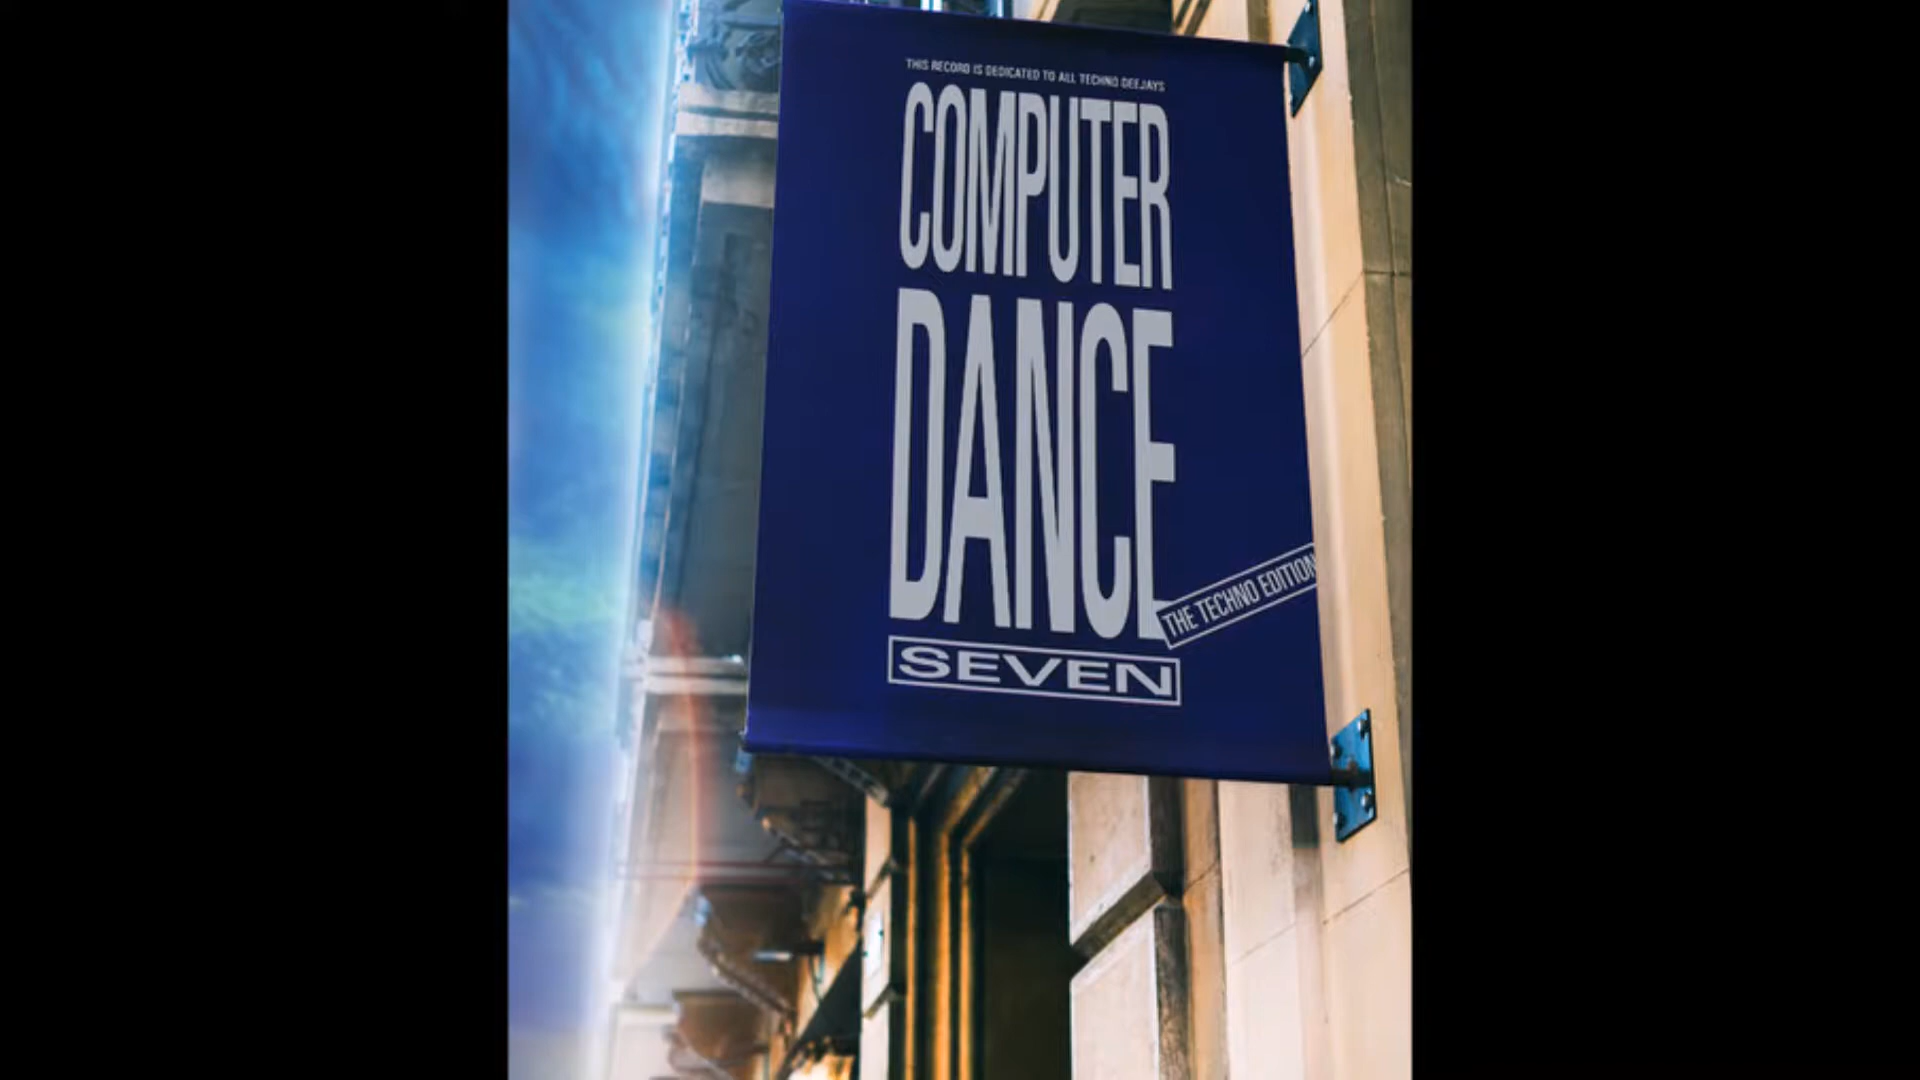 THIS RECORD IS DEDICATED TO ALL TECHNO DEEJAYS
COMPUTER
DANCE
THE TECHNO EDITION
SEVEN